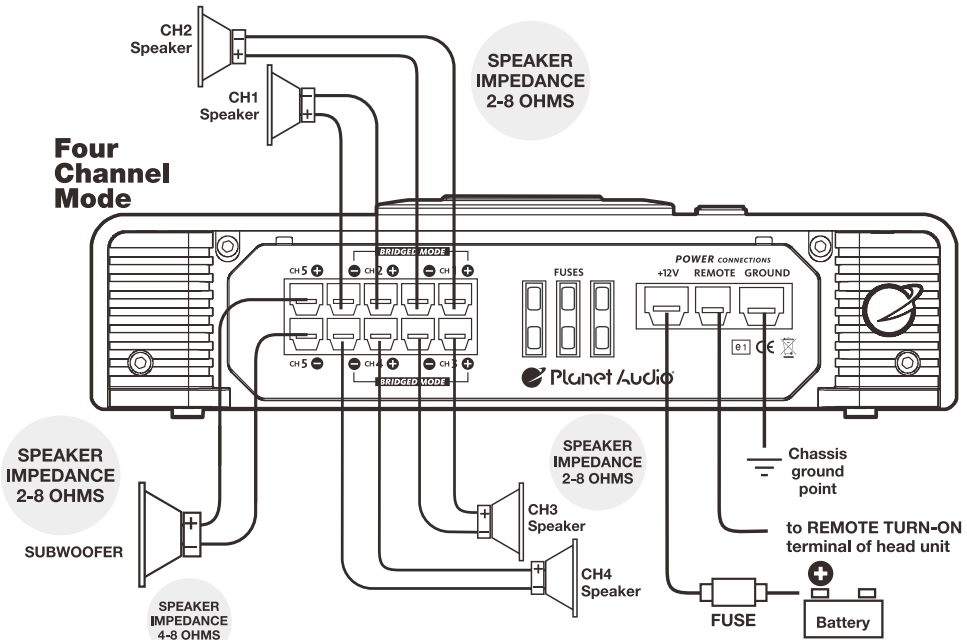 CH2
Speaker
CH1
Speaker
SPEAKER
IMPEDANCE
2-8 OHMS
Four
Channel
Mode
BRIDGED MODE
CH 5 + − CH 2 + − CH 1 +
FUSES
POWER CONNECTIONS
+12V REMOTE GROUND
e1 CE
CH 5 − − CH 4 + − CH 3 +
BRIDGED MODE
Planet Audio
SPEAKER
IMPEDANCE
2-8 OHMS
SUBWOOFER
SPEAKER
IMPEDANCE
4-8 OHMS
SPEAKER
IMPEDANCE
2-8 OHMS
CH3
Speaker
CH4
Speaker
Chassis
ground
point
to REMOTE TURN-ON
terminal of head unit
FUSE
+
Battery